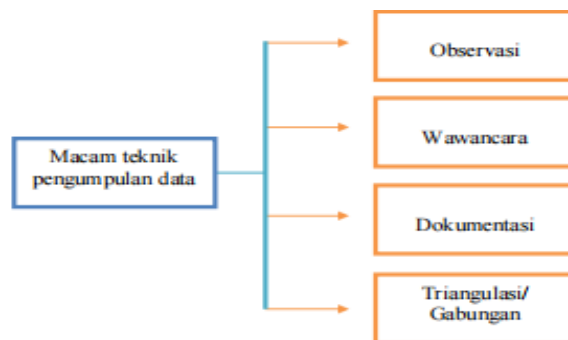 Macam teknik
pengumpulan data
Observasi
Wawancara
Dokumentasi
Triangulasi/
Gabungan